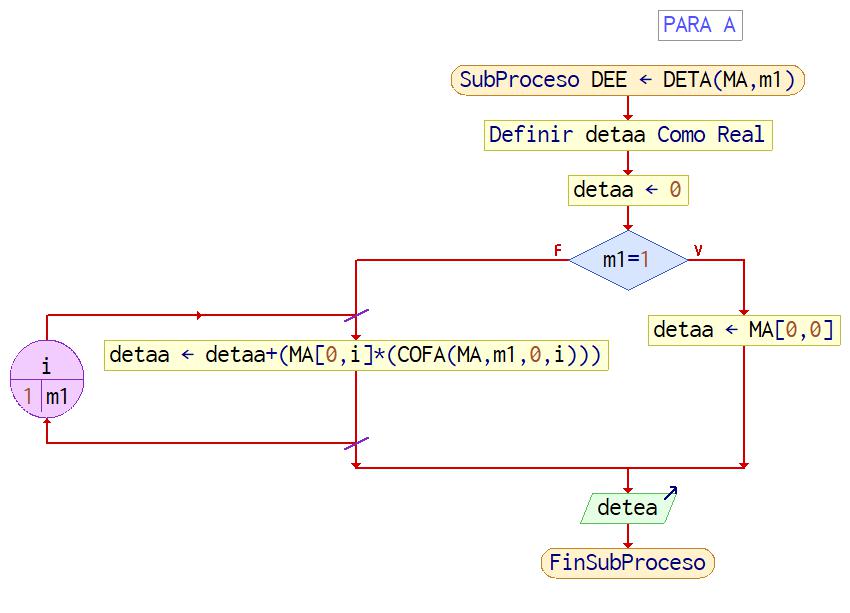 PARA A
SubProceso DEE ← DETA(MA,m1)
Definir detaa Como Real
detaa ← 0
m1=1
F
V
detaa ← MA[0,0]
detaa ← detaa+(MA[0,i]*(COFA(MA,m1,0,i)))
i
1 m1
detea
FinSubProceso